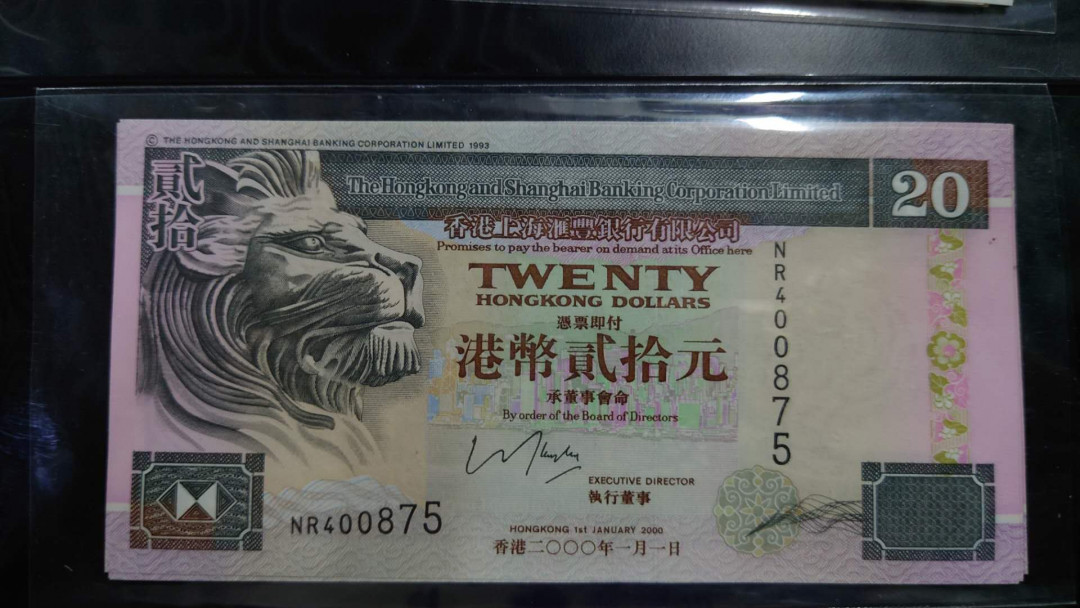 © THE HONGKONG AND SHANGHAI BANKING CORPORATION LIMITED 1993
貳拾
The Hongkong and Shanghai Banking Corporation Limited
20
香港上海滙豐銀行有限公司
Promises to pay the bearer on demand at its Office here
TWENTY
HONGKONG DOLLARS
NR400875
憑票即付
港幣貳拾元
承董事會命
By order of the Board of Directors
EXECUTIVE DIRECTOR
執行董事
NR400875
HONGKONG 1st JANUARY 2000
香港二〇〇〇年一月一日